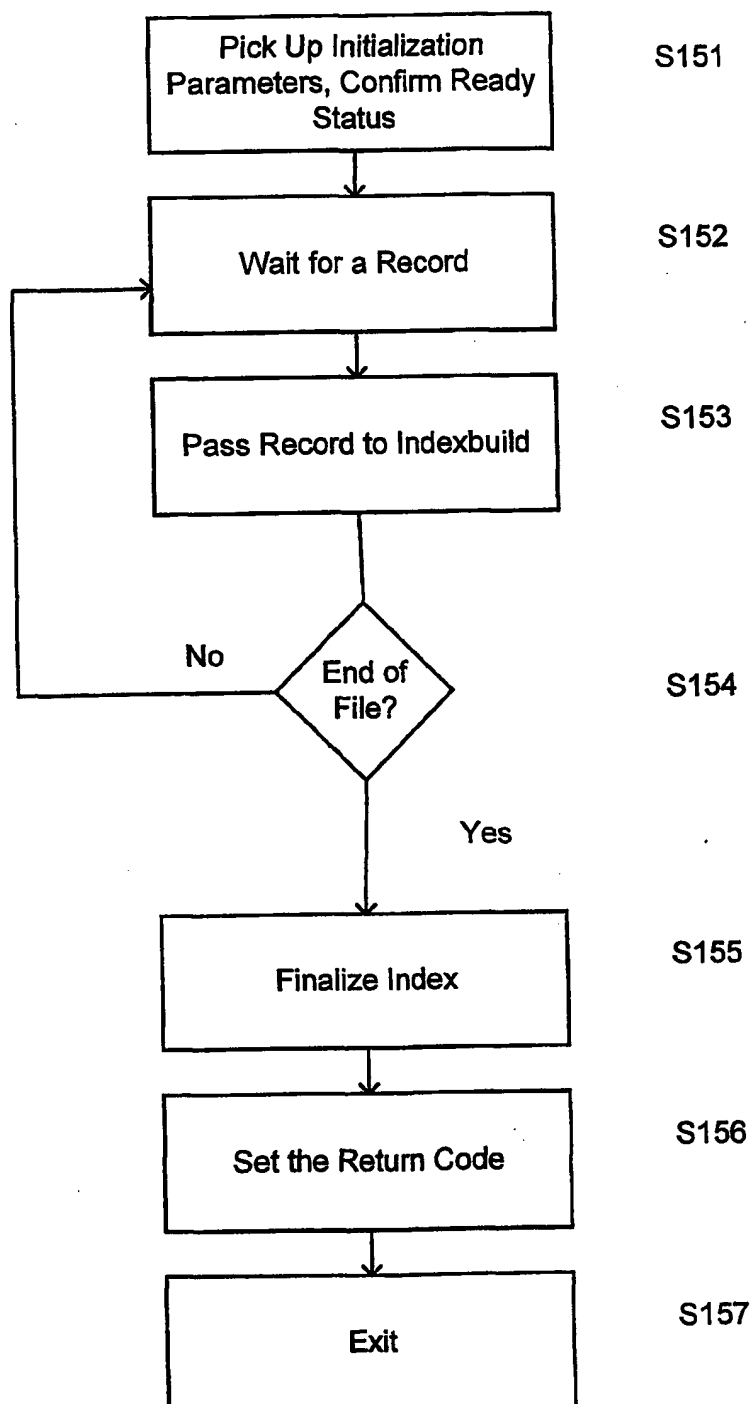 Pick Up Initialization
Parameters, Confirm Ready
Status
S151
Wait for a Record
S152
Pass Record to Indexbuild
S153
No
End of
File?
S154
Yes
Finalize Index
S155
Set the Return Code
S156
Exit
S157